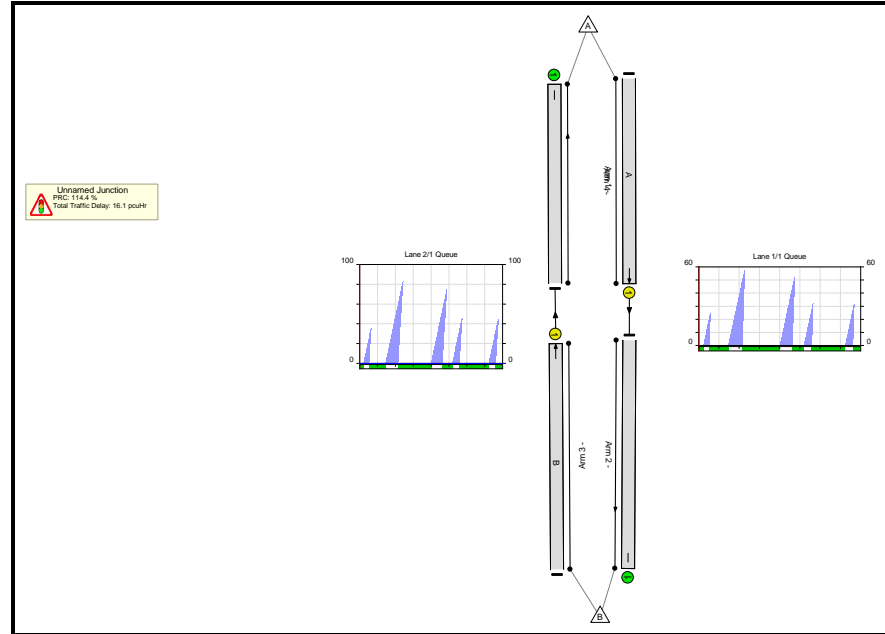 A
A
Unnamed Junction
PRC: 114.4 %
Total Traffic Delay: 16.1 pcuHr
Lane 2/1 Queue
100
100
0
0
Lane 1/1 Queue
60
60
0
0
B
Arm 3 -
Arm 2 -
B